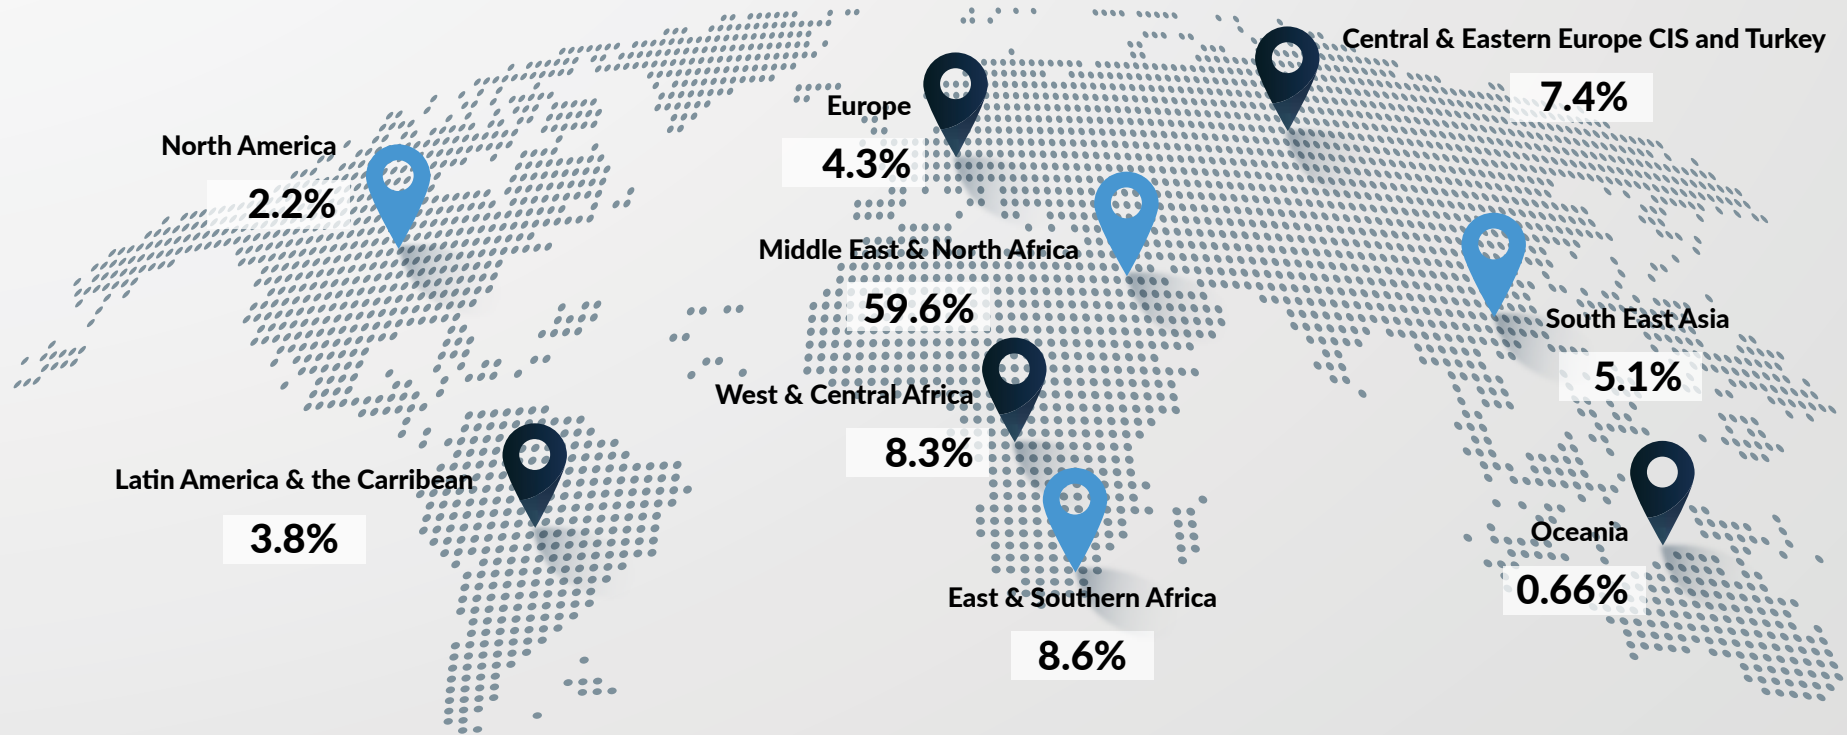 Central & Eastern Europe CIS and Turkey
7.4%
Europe
4.3%
North America
2.2%
Middle East & North Africa
59.6%
South East Asia
5.1%
West & Central Africa
8.3%
Latin America & the Carribean
3.8%
Oceania
0.66%
East & Southern Africa
8.6%